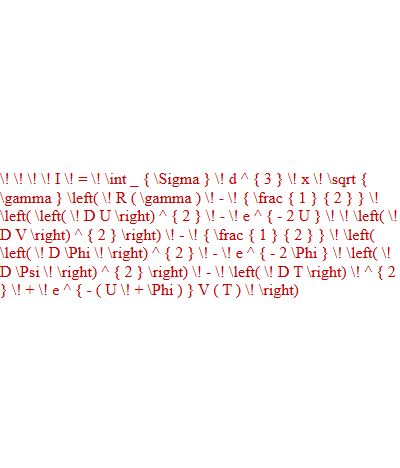 \! \! \! \! I \! = \! \int _ { \Sigma } \! d ^ { 3 } \! x \! \sqrt {
\gamma } \left( \! R ( \gamma ) \! - \! { \frac { 1 } { 2 } } \!
\left( \left( \! D U \right) ^ { 2 } \! - \! e ^ { - 2 U } \! \! \left( \!
D V \right) ^ { 2 } \right) \! - \! { \frac { 1 } { 2 } } \! \left(
\left( \! D \Phi \! \right) ^ { 2 } \! - \! e ^ { - 2 \Phi } \! \left( \!
D \Psi \! \right) ^ { 2 } \right) \! - \! \left( \! D T \right) \! ^ { 2
} \! + \! e ^ { - ( U \! + \Phi ) } V ( T ) \! \right)